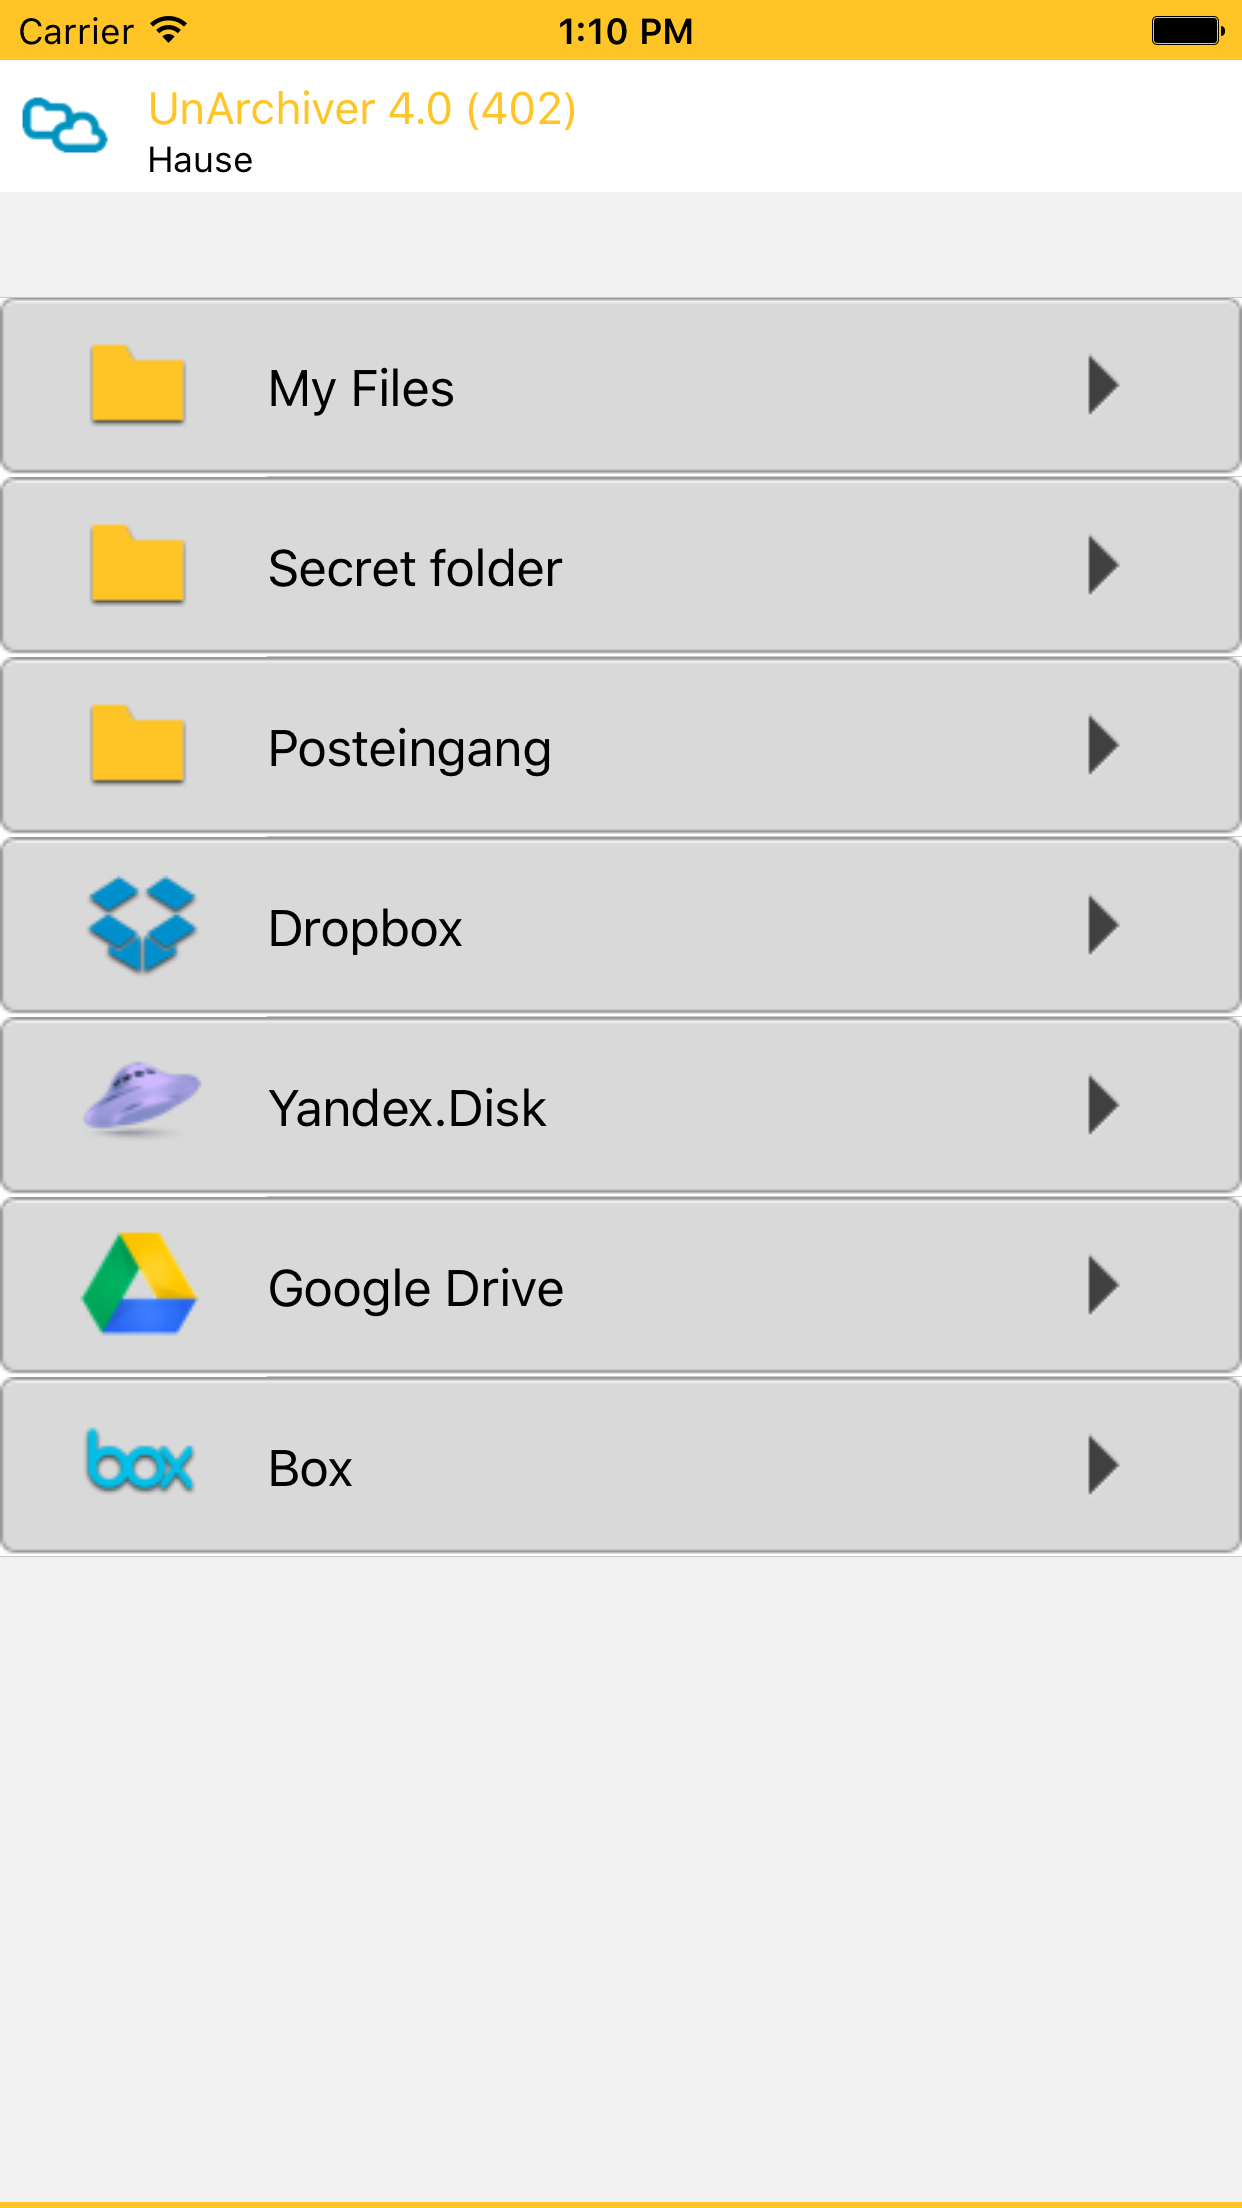 Carrier 1:10 PM
UnArchiver 4.0 (402)
Hause
My Files
Secret folder
Posteingang
Dropbox
Yandex.Disk
Google Drive
box Box